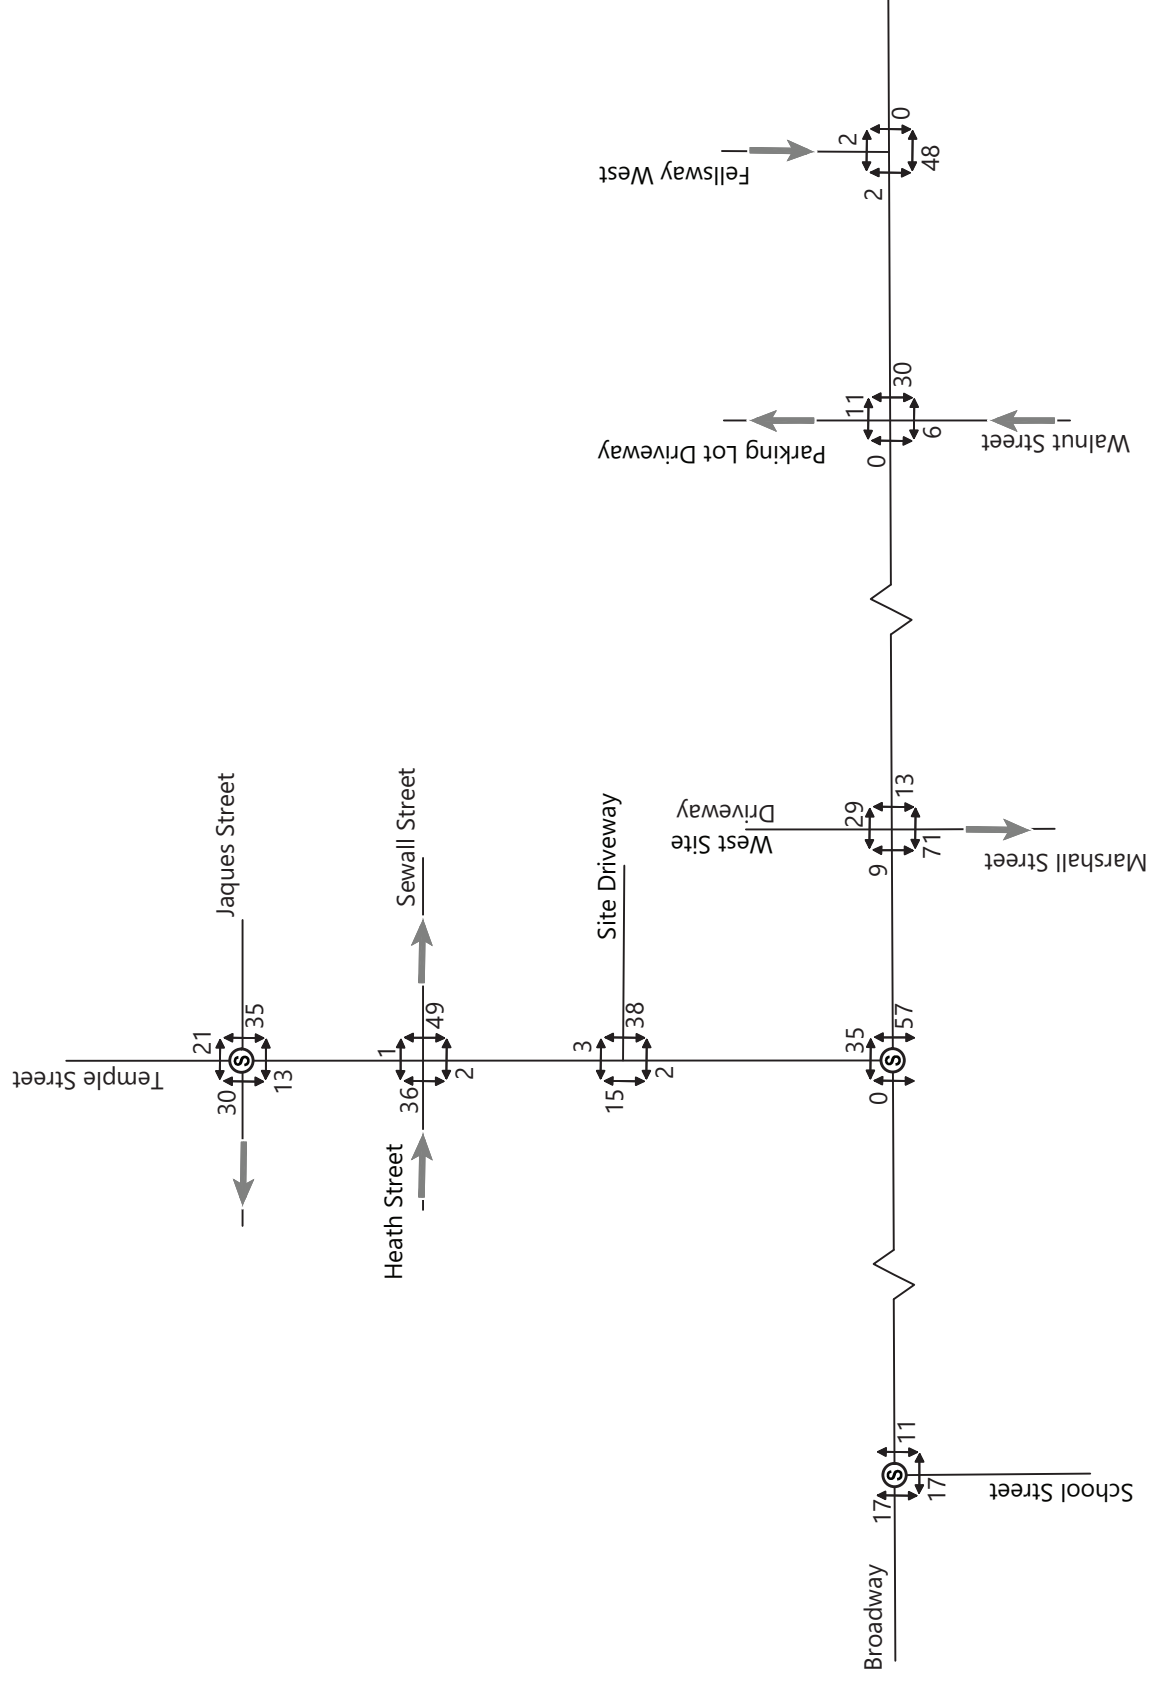 Temple Street
Jaques Street
21
35
30
13
Sewall Street
Heath Street
1
49
36
2
Site Driveway
3
38
15
2
S
S
West Site
Driveway
Marshall Street
29
13
9
71
35
57
0
Parking Lot Driveway
Walnut Street
11
30
0
6
Fellsway West
2
0
2
48
Broadway
School Street
S
17
11
17